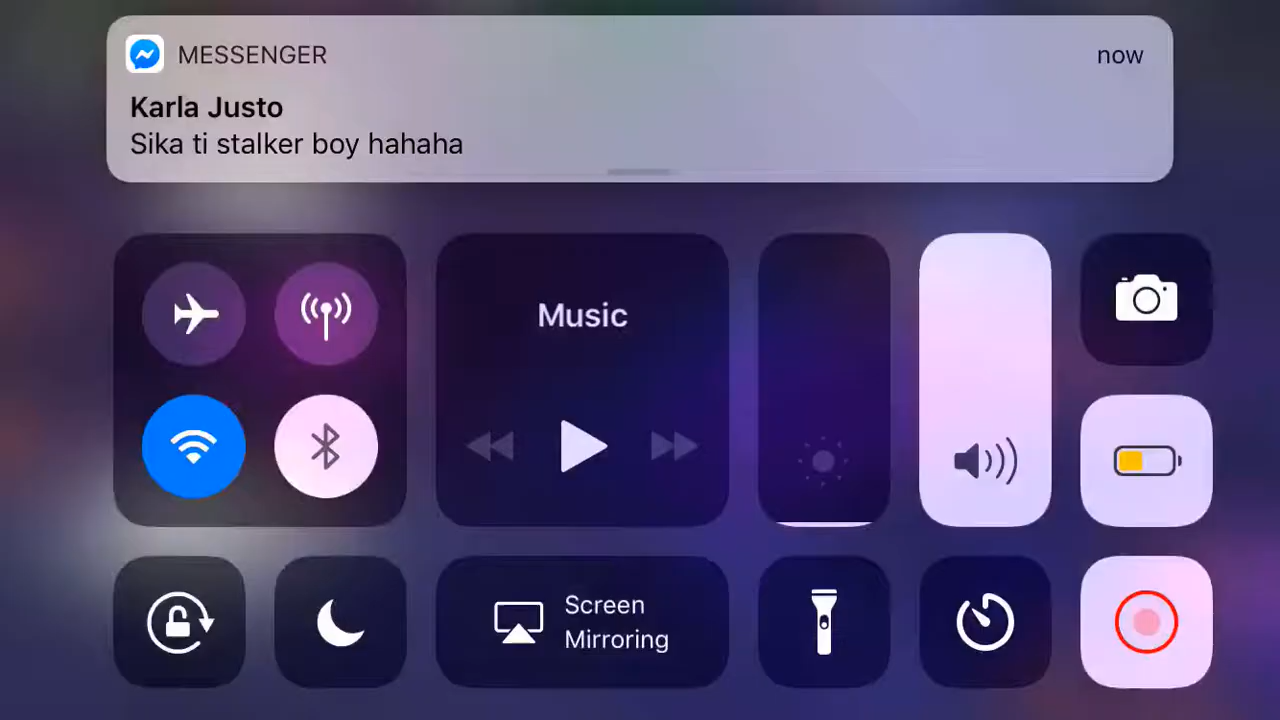 MESSENGER
now
Karla Justo
Sika ti stalker boy hahaha
Music
Screen
Mirroring